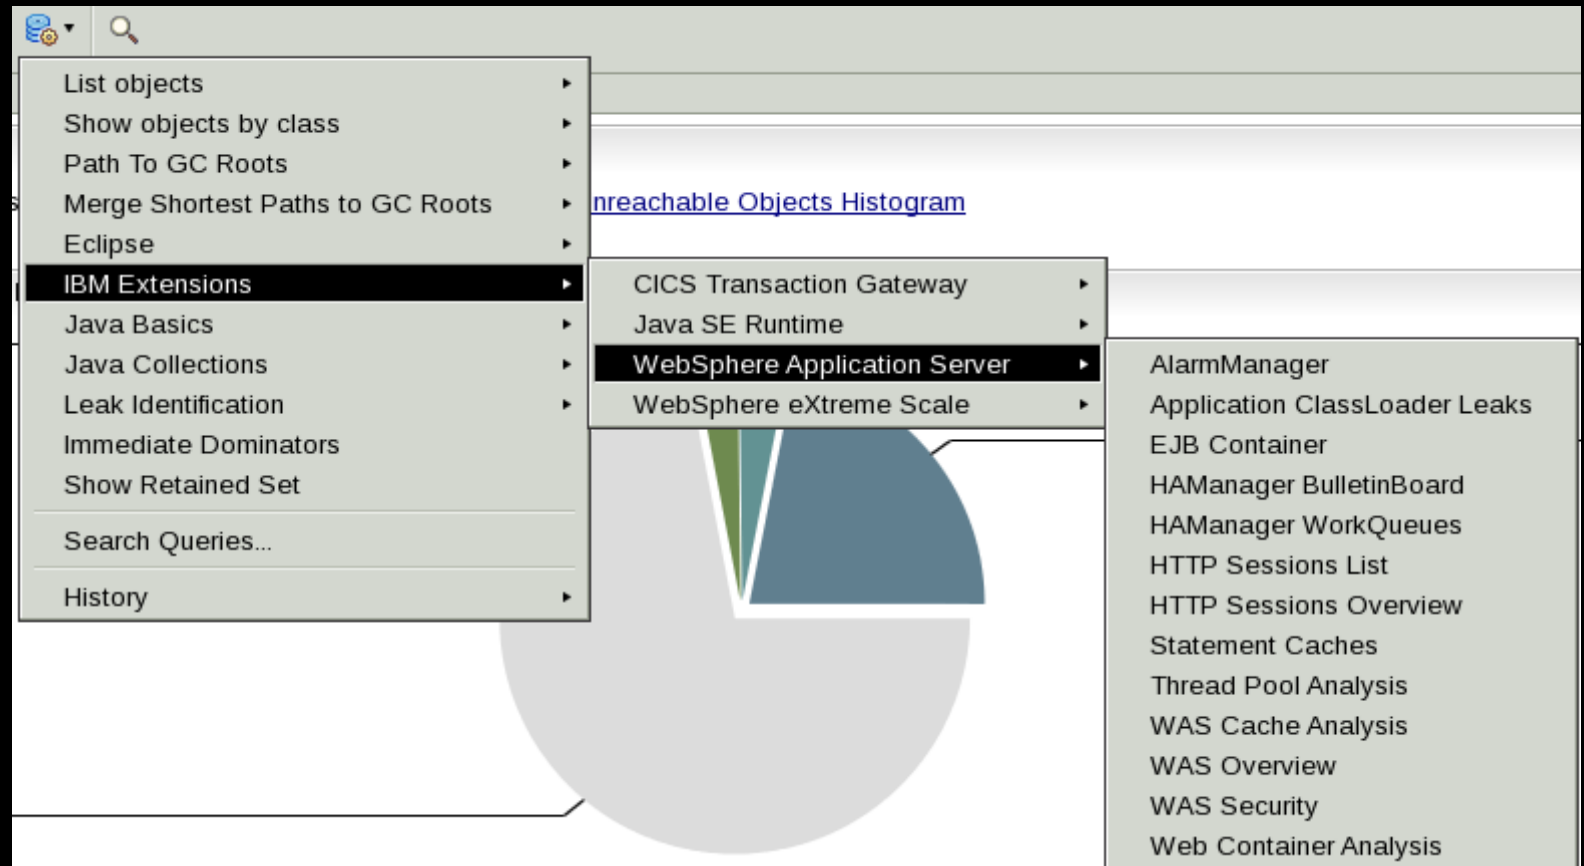 List objects
Show objects by class
Path To GC Roots
Merge Shortest Paths to GC Roots
Eclipse
IBM Extensions
Java Basics
Java Collections
Leak Identification
Immediate Dominators
Show Retained Set
Search Queries...
History
nreachable Objects Histogram
CICS Transaction Gateway
Java SE Runtime
WebSphere Application Server
WebSphere eXtreme Scale
AlarmManager
Application ClassLoader Leaks
EJB Container
HAManager BulletinBoard
HAManager WorkQueues
HTTP Sessions List
HTTP Sessions Overview
Statement Caches
Thread Pool Analysis
WAS Cache Analysis
WAS Overview
WAS Security
Web Container Analysis